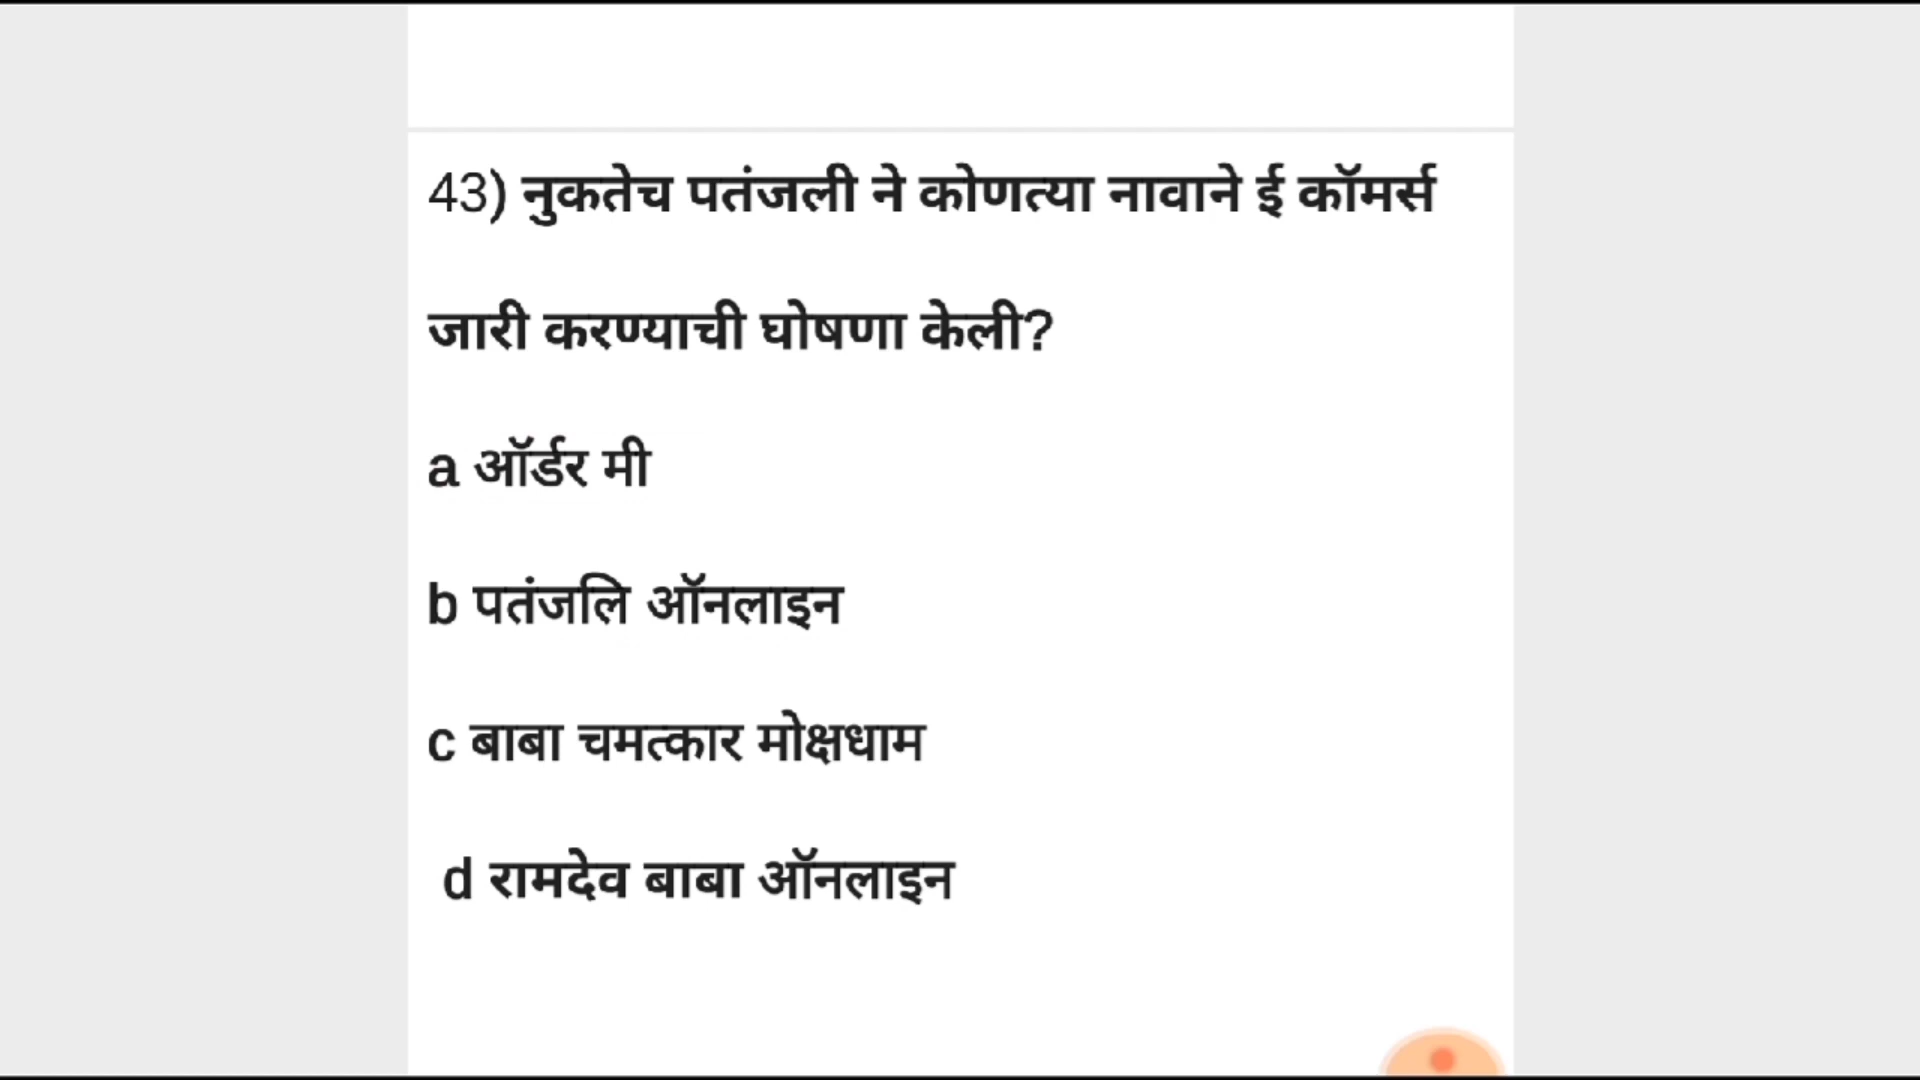 43) नुकतेच पतंजली ने कोणत्या नावाने ई कॉमर्स
जारी करण्याची घोषणा केली?
a ऑर्डर मी
b पतंजलि ऑनलाइन
c बाबा चमत्कार मोक्षधाम
d रामदेव बाबा ऑनलाइन